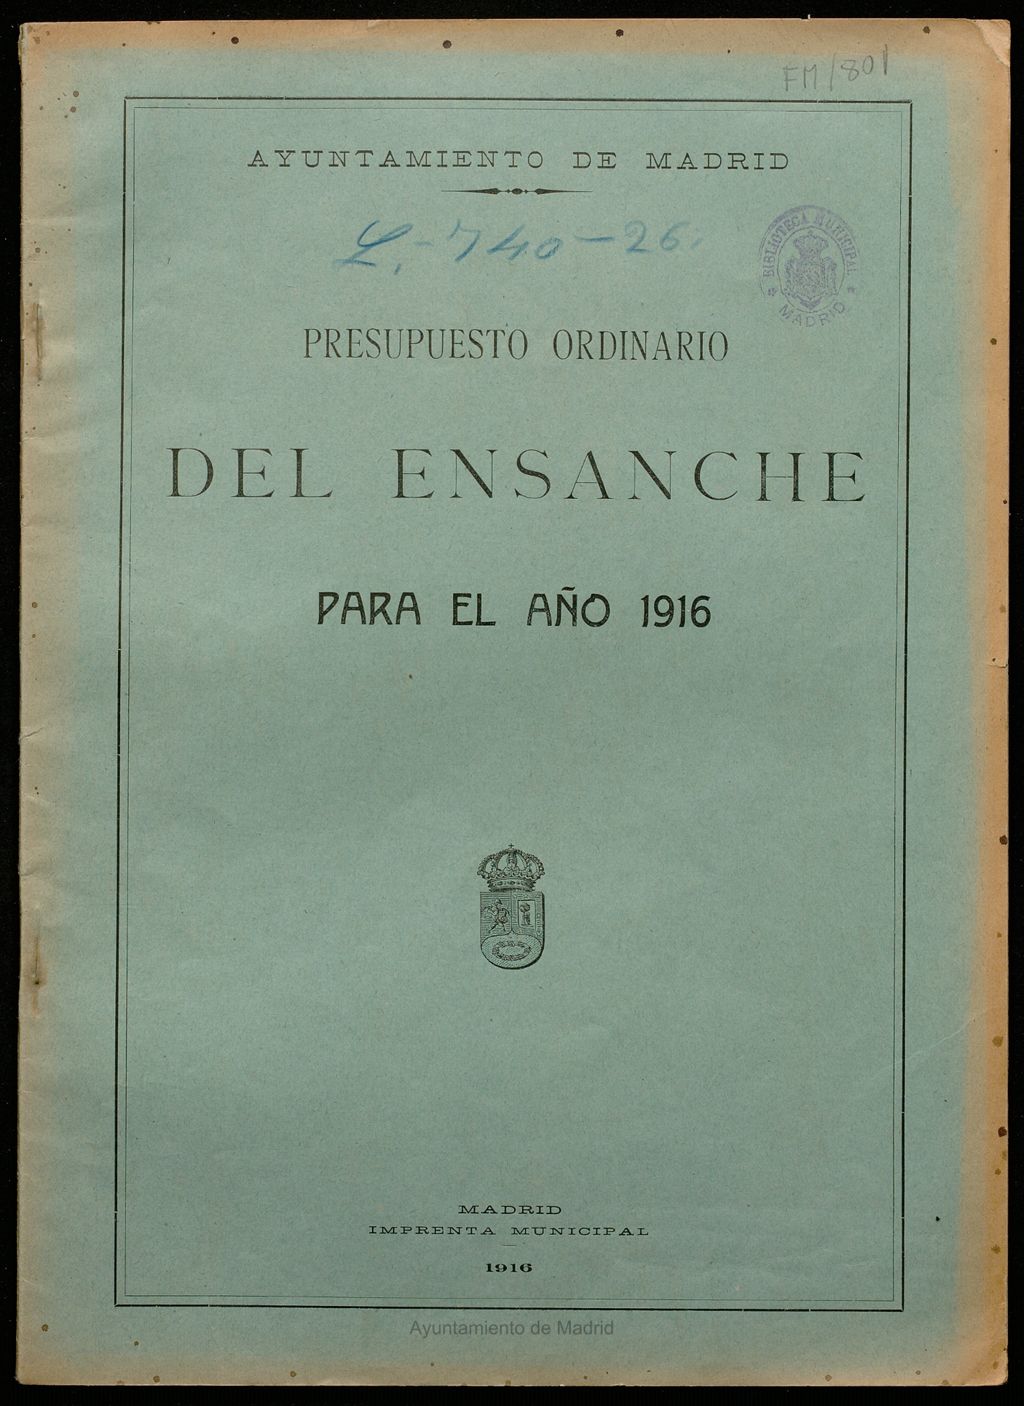 FM/801
AYUNTAMIENTO DE MADRID
L.-740-26.
BIBLIOTECA MUNICIPAL
MADRID
PRESUPUESTO ORDINARIO
DEL ENSANCHE
PARA EL AÑO 1916
MADRID
IMPRENTA MUNICIPAL
1916
Ayuntamiento de Madrid